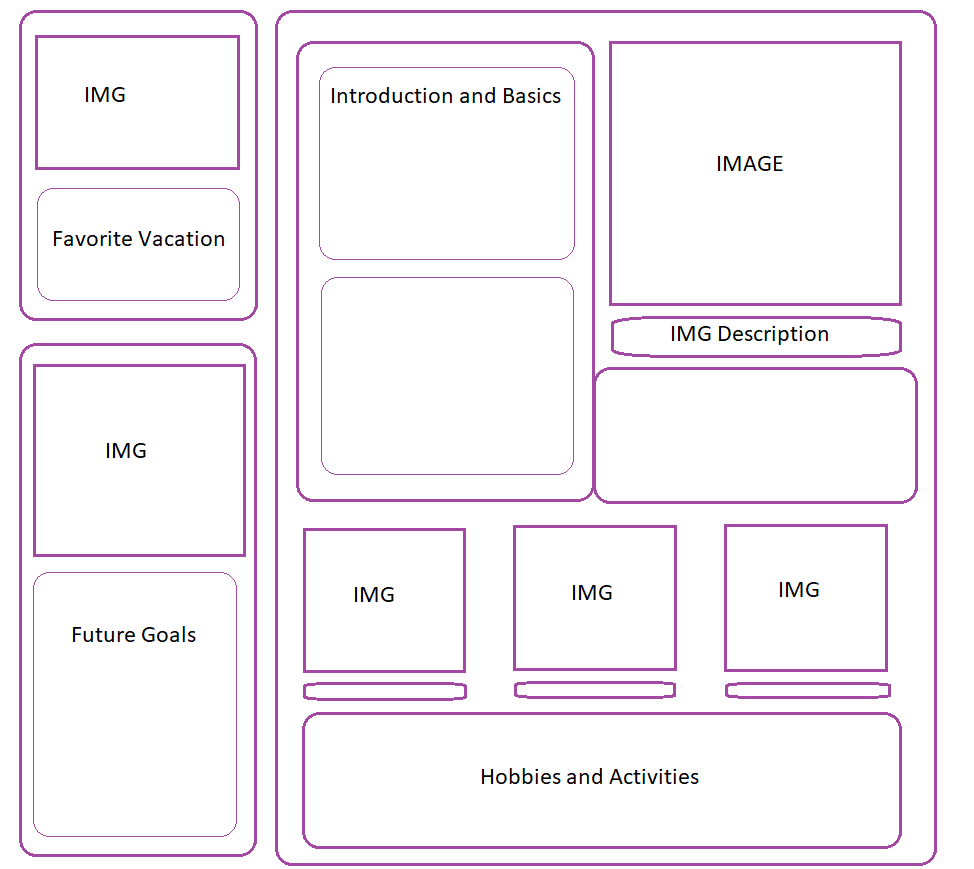 IMG
Favorite Vacation
IMG
Future Goals
Introduction and Basics
IMAGE
IMG Description
IMG
IMG
IMG
Hobbies and Activities